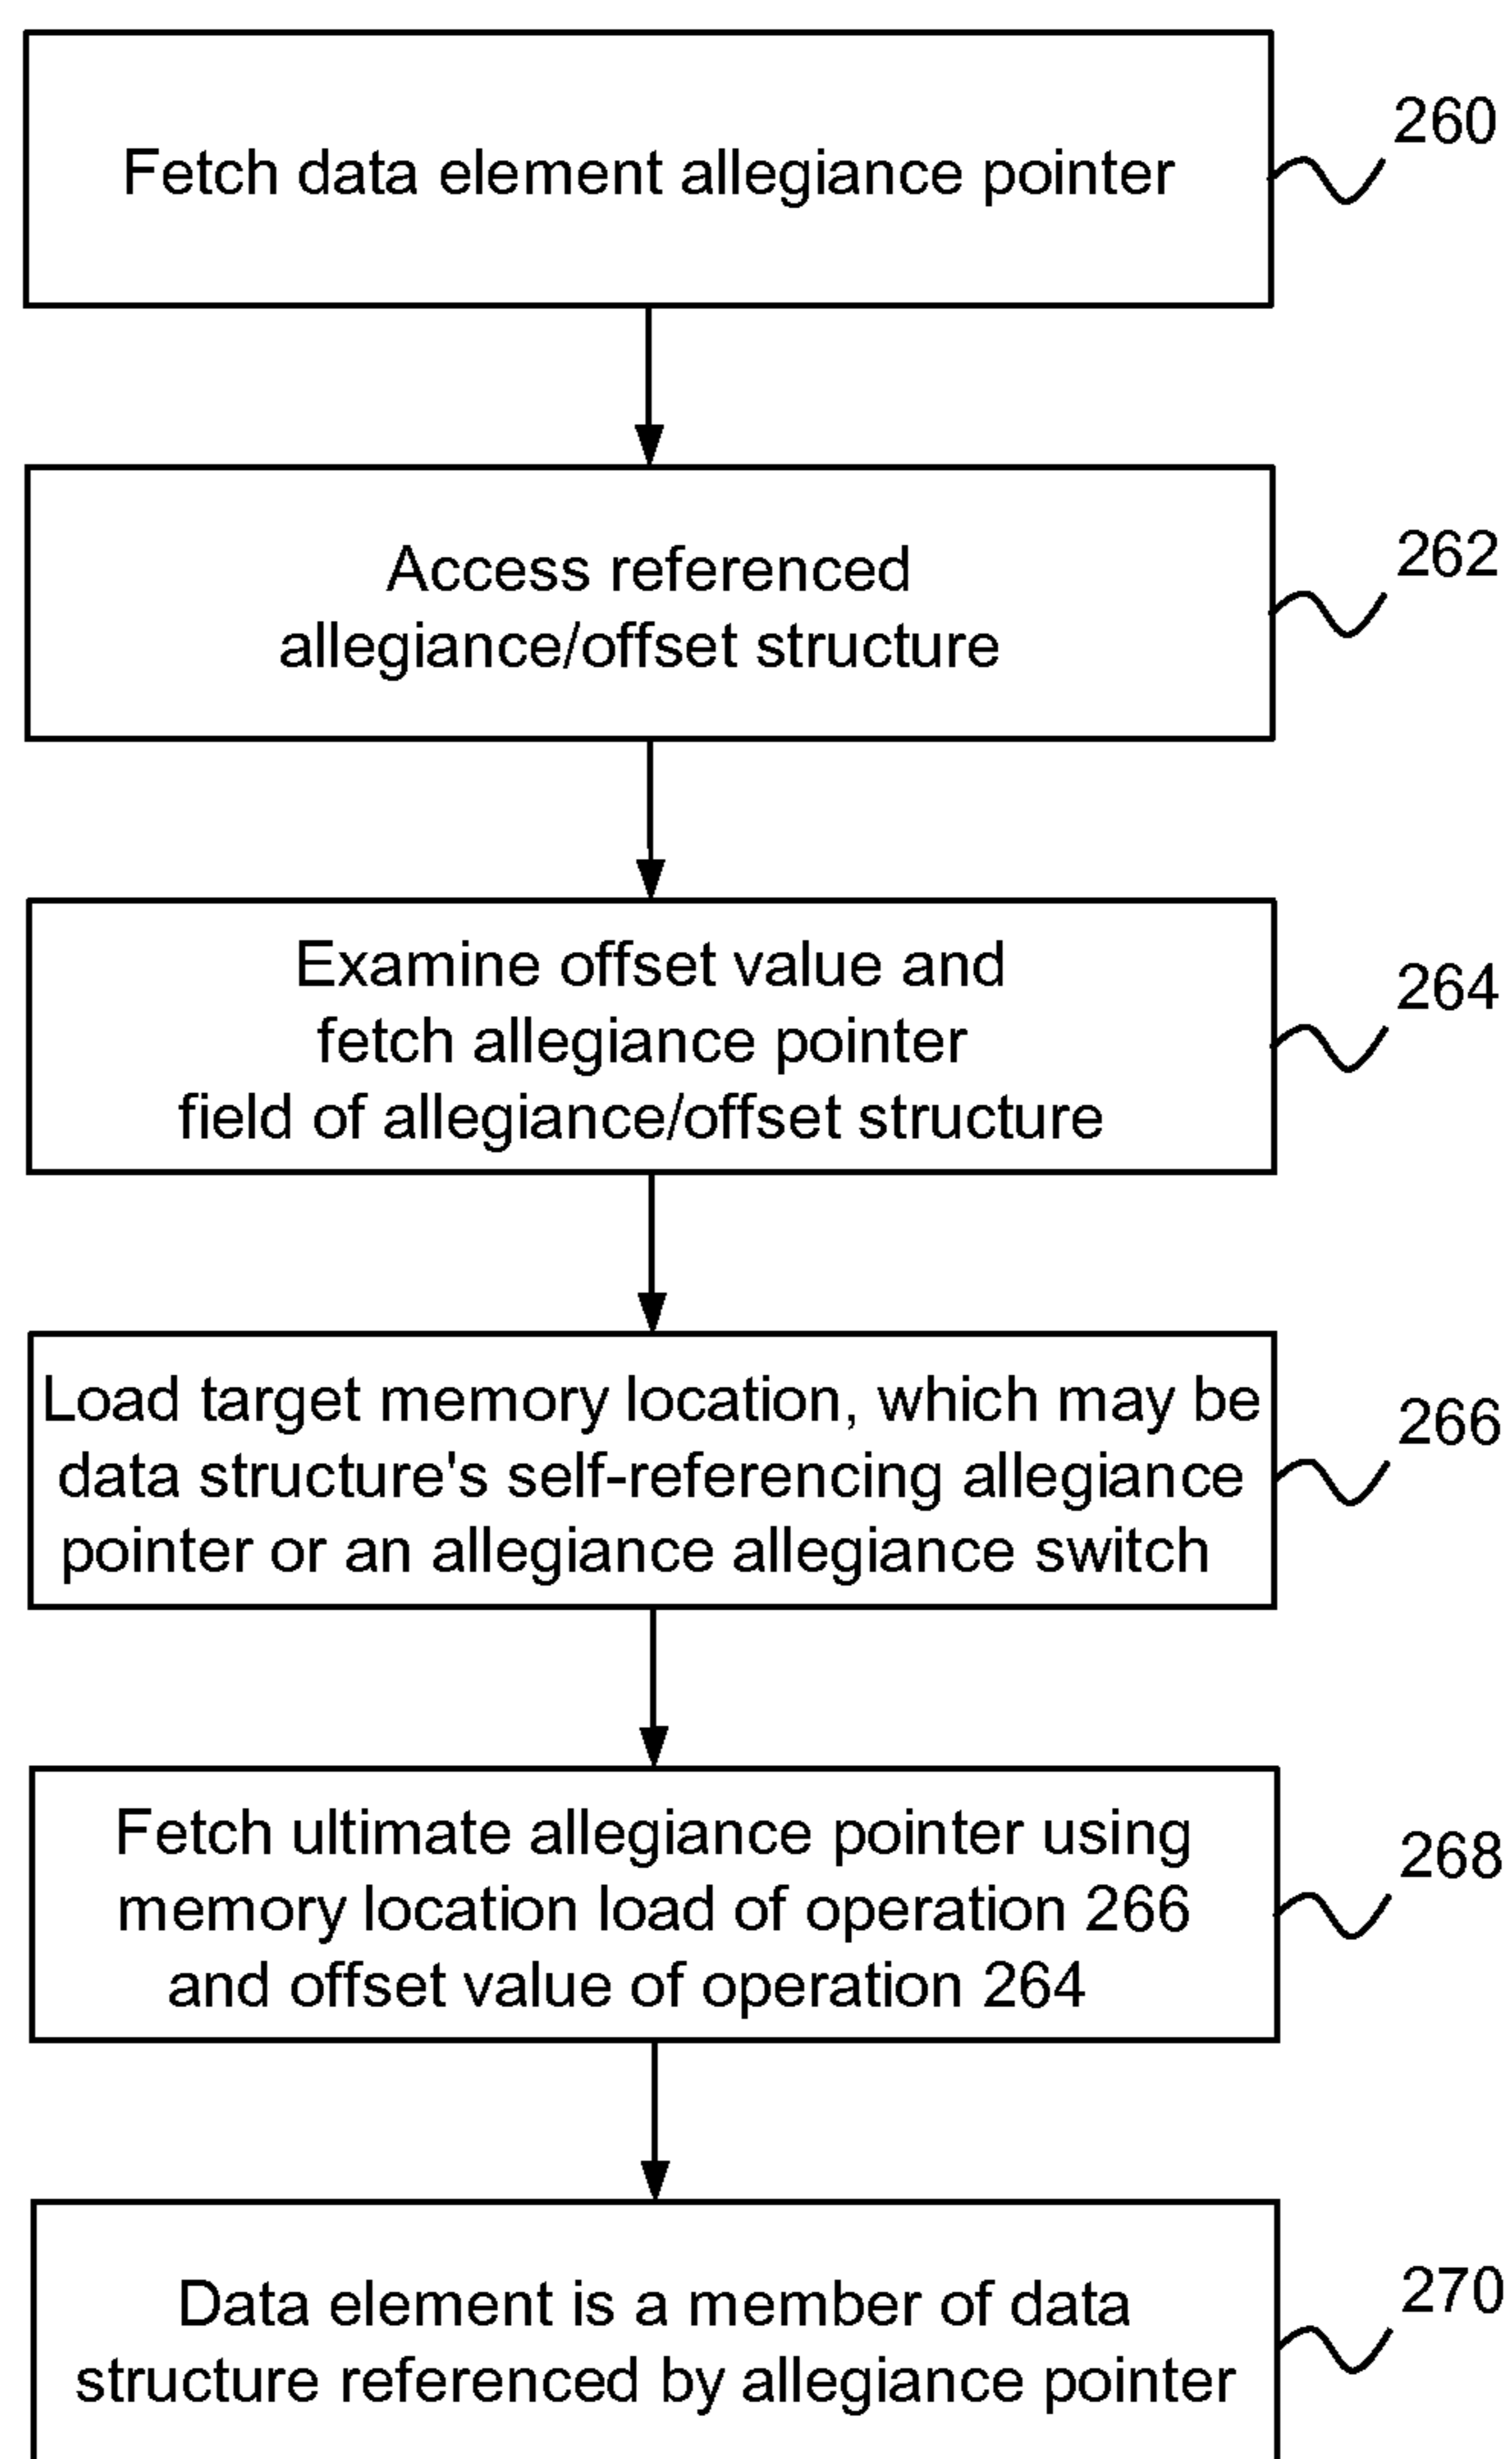 260
Fetch data element allegiance pointer
262
Access referenced
allegiance/offset structure
264
Examine offset value and
fetch allegiance pointer
field of allegiance/offset structure
266
Load target memory location, which may be
data structure's self-referencing allegiance
pointer or an allegiance allegiance switch
268
Fetch ultimate allegiance pointer using
memory location load of operation 266
and offset value of operation 264
270
Data element is a member of data
structure referenced by allegiance pointer